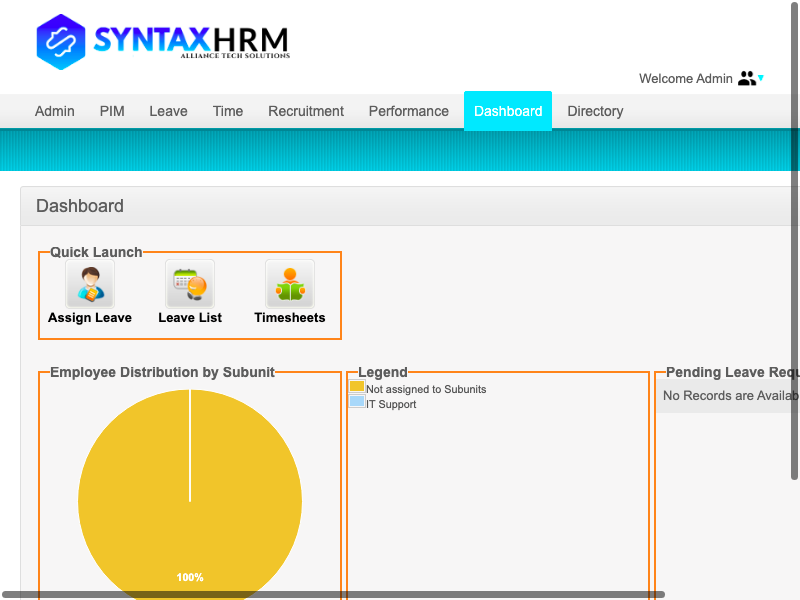 SYNTAXHRM
ALLIANCE TECH SOLUTIONS
Welcome Admin
Admin PIM Leave Time Recruitment Performance Dashboard Directory
Dashboard
Quick Launch
Assign Leave Leave List Timesheets
Employee Distribution by Subunit Legend Pending Leave Requ
Not assigned to Subunits
No Records are Availab
IT Support
100%